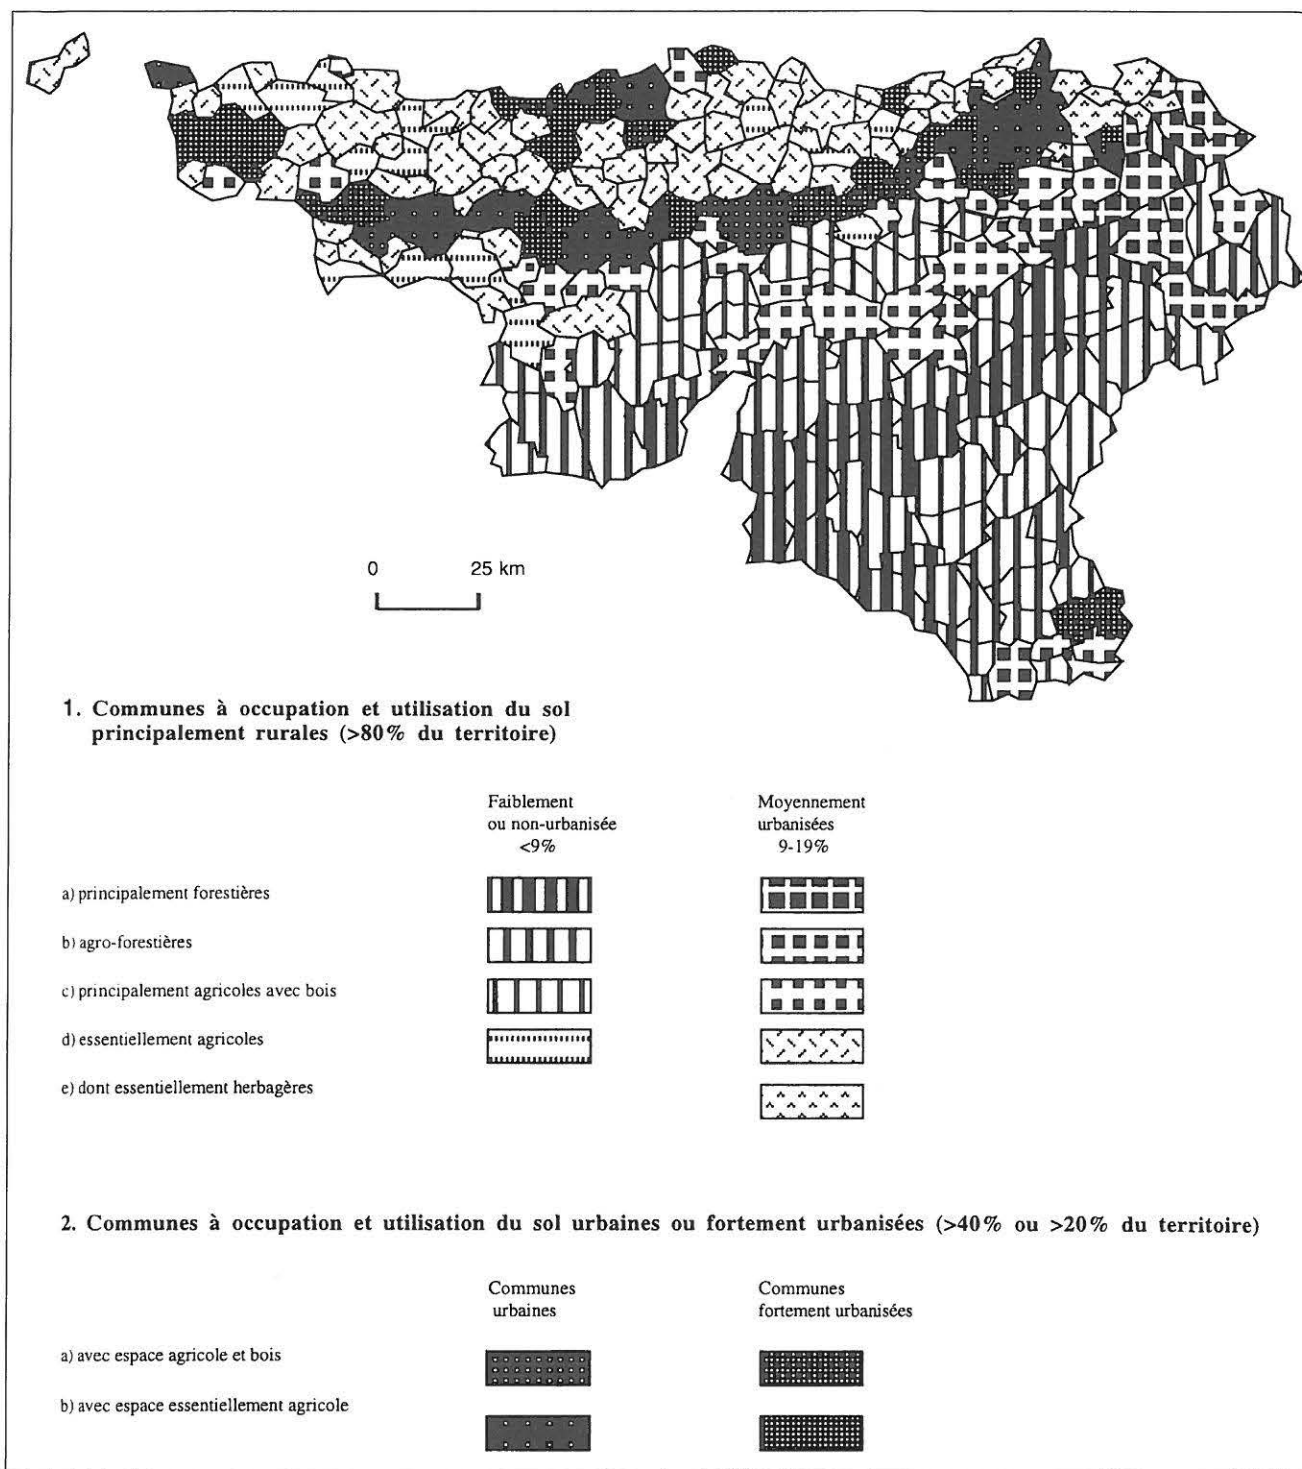 0 25 km
1. Communes à occupation et utilisation du sol
principalement rurales (>80% du territoire)
Faiblement Moyennement
ou non-urbanisée urbanisées
<9% 9-19%
a) principalement forestières
b) agro-forestières
c) principalement agricoles avec bois
d) essentiellement agricoles
e) dont essentiellement herbagères
2. Communes à occupation et utilisation du sol urbaines ou fortement urbanisées (>40% ou >20% du territoire)
Communes Communes
urbaines fortement urbanisées
a) avec espace agricole et bois
b) avec espace essentiellement agricole